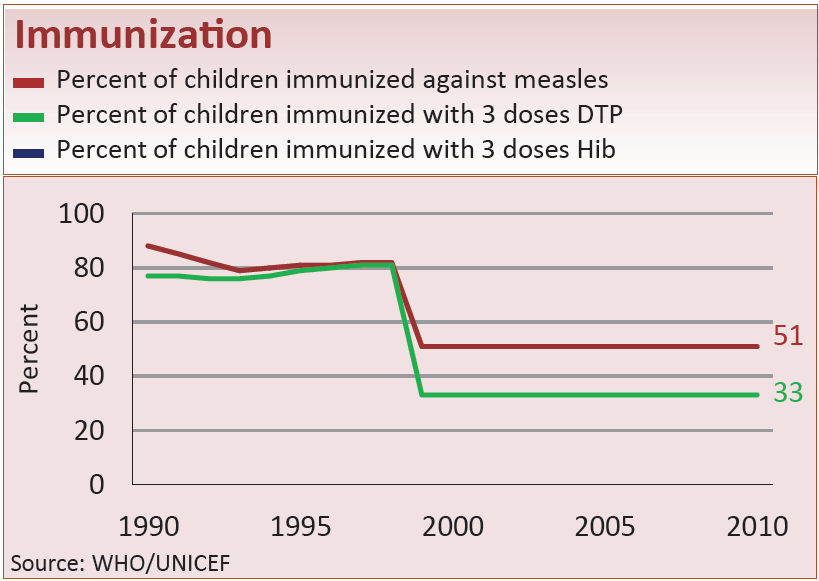 Immunization
Percent of children immunized against measles
Percent of children immunized with 3 doses DTP
Percent of children immunized with 3 doses Hib
100
80
60
40
20
0
Percent
51
33
1990 1995 2000 2005 2010
Source: WHO/UNICEF